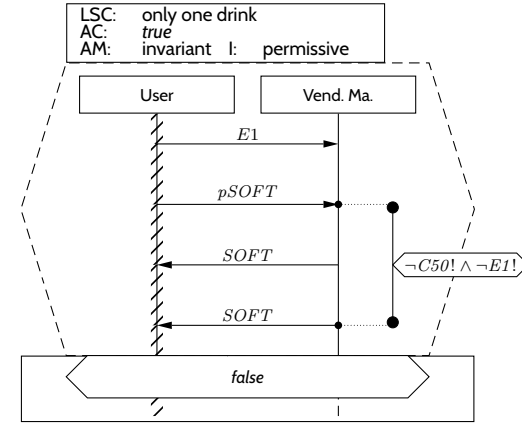 LSC: only one drink
AC: true
AM: invariant I: permissive
User Vend. Ma.
E1
pSOFT
SOFT
¬C50! ∧ ¬E1!
SOFT
false